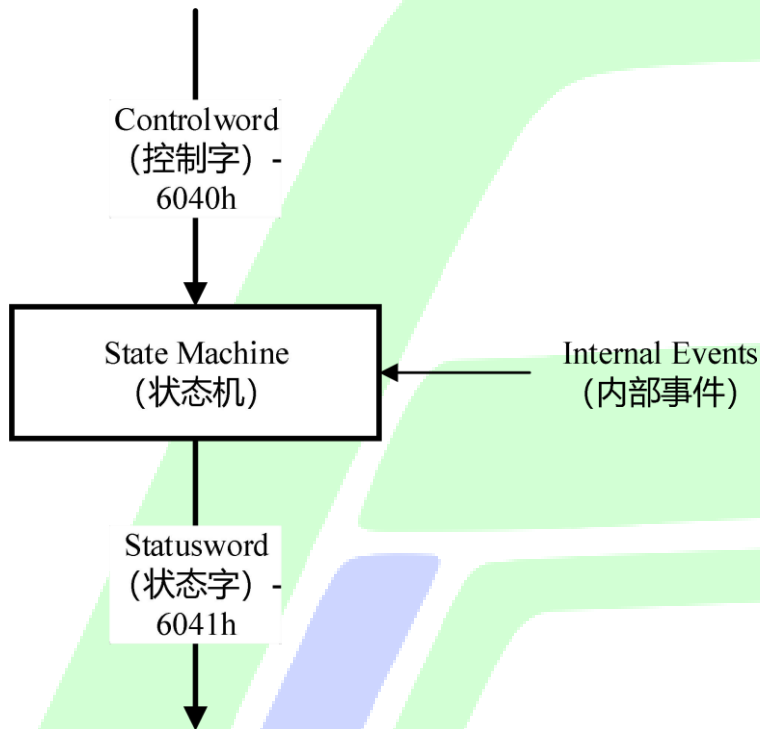 Controlword
（控制字）-
6040h
State Machine
（状态机）
Internal Events
（内部事件）
Statusword
（状态字）-
6041h